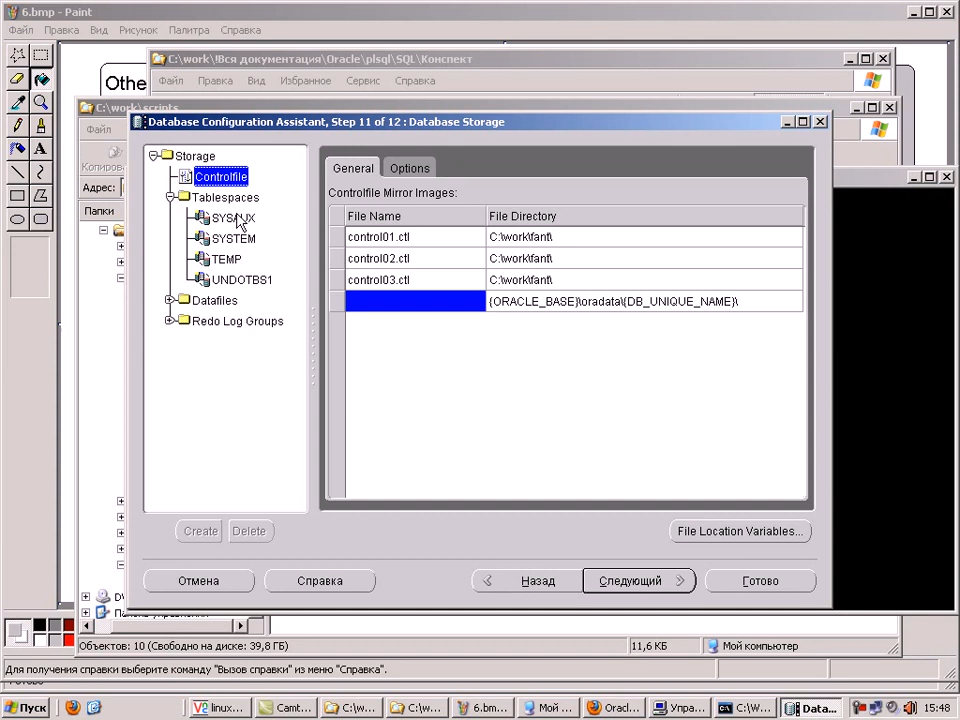 6.bmp - Paint
Файл Правка Вид Рисунок Палитра Справка
C:\work\!Вся документация\Oracle\plsql\SQL\Конспект
Файл Правка Вид Избранное Сервис Справка
Othe
C:\work\scripts
Файл
Копиров
Адрес:
Папки
Database Configuration Assistant, Step 11 of 12 : Database Storage
Storage
Controlfile
Tablespaces
SYSAUX
SYSTEM
TEMP
UNDOTBS1
Datafiles
Redo Log Groups
General Options
Controlfile Mirror Images:
File Name File Directory
control01.ctl C:\work\fant\
control02.ctl C:\work\fant\
control03.ctl C:\work\fant\
{ORACLE_BASE}\oradata\{DB_UNIQUE_NAME}\
Create Delete File Location Variables...
Отмена Справка Назад Следующий Готово
Объектов: 10 (Свободно на диске: 39,8 ГБ) 11,6 КБ Мой компьютер
Для получения справки выберите команду "Вызов справки" из меню "Справка".
Пуск linux... Camt... C:\w... C:\w... 6.bm... Мой ... Oracl... Упра... C:\W... Data... 15:48